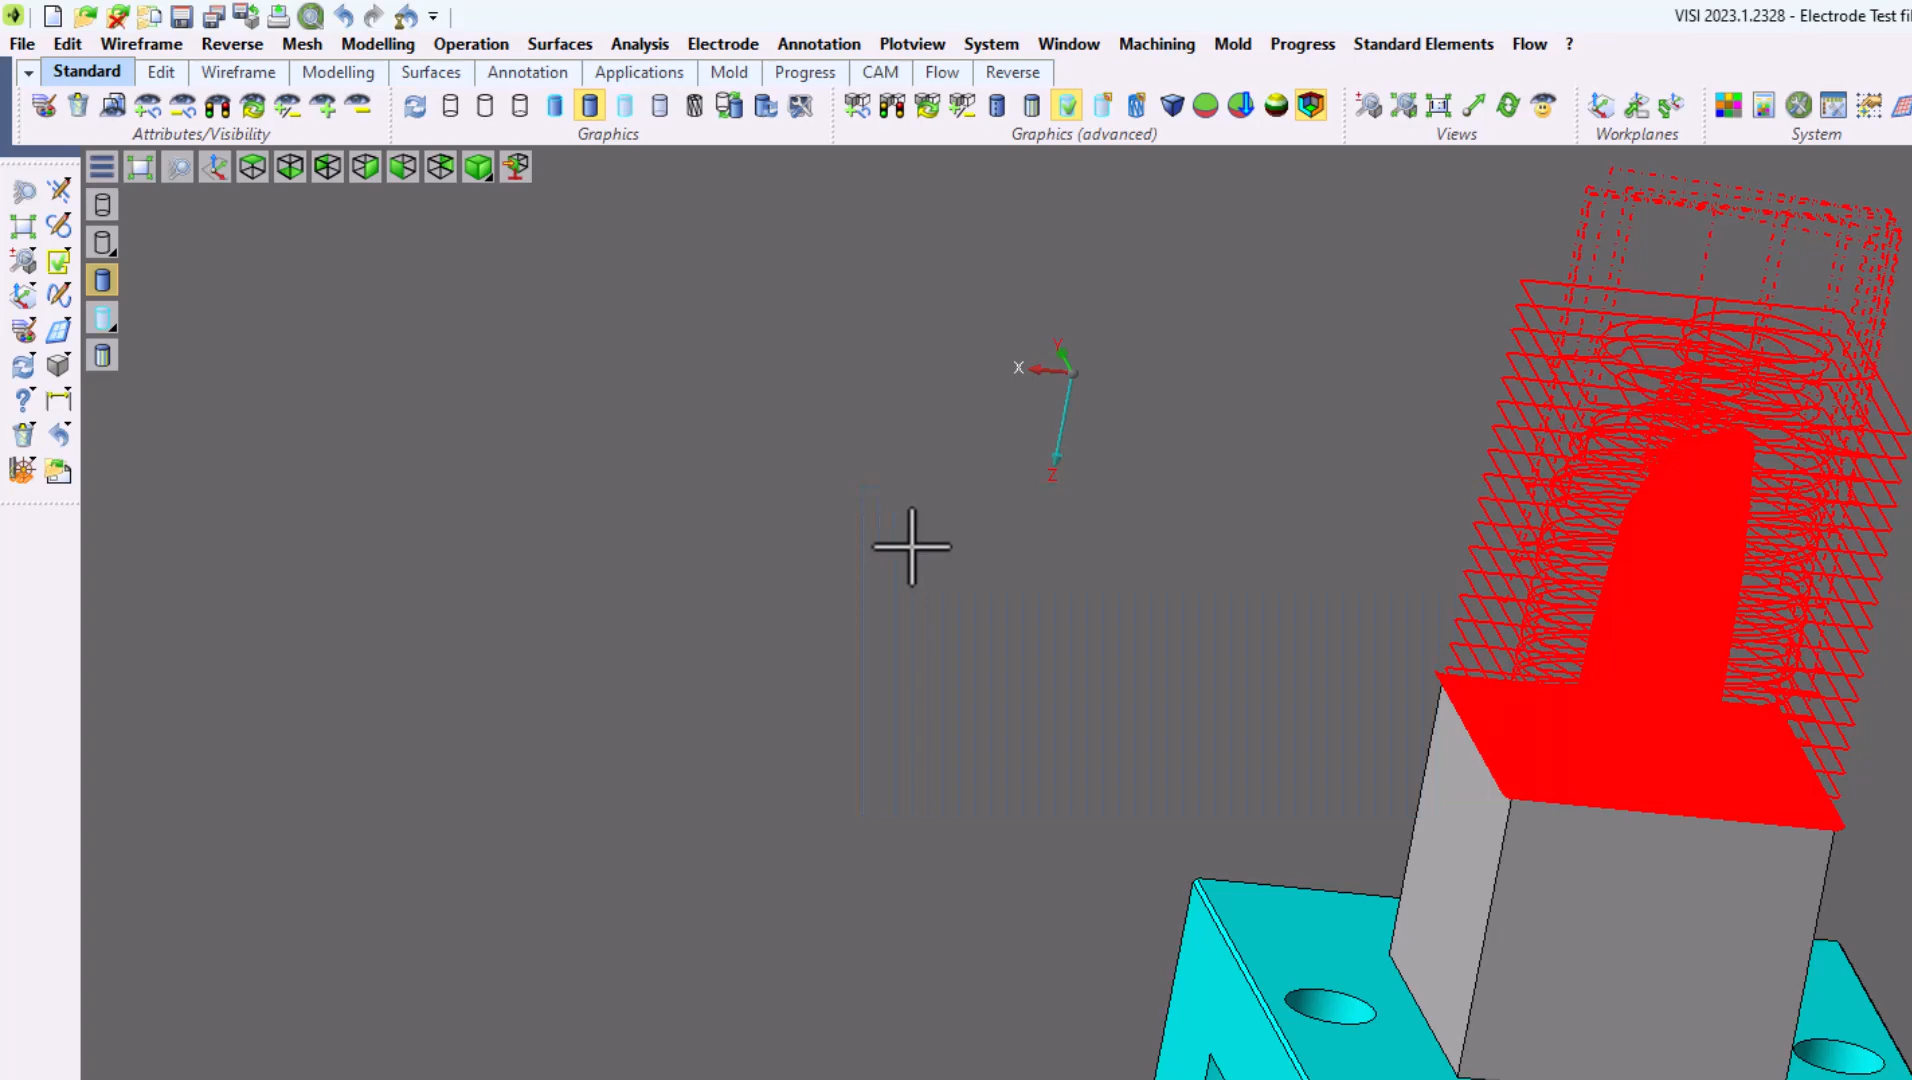 VISI 2023.1.2328 - Electrode Test fi
File Edit Wireframe Reverse Mesh Modelling Operation Surfaces Analysis Electrode Annotation Plotview System Window Machining Mold Progress Standard Elements Flow ?
Standard Edit Wireframe Modelling Surfaces Annotation Applications Mold Progress CAM Flow Reverse
Attributes/Visibility Graphics Graphics (advanced) Views Workplanes System
Y
X
Z